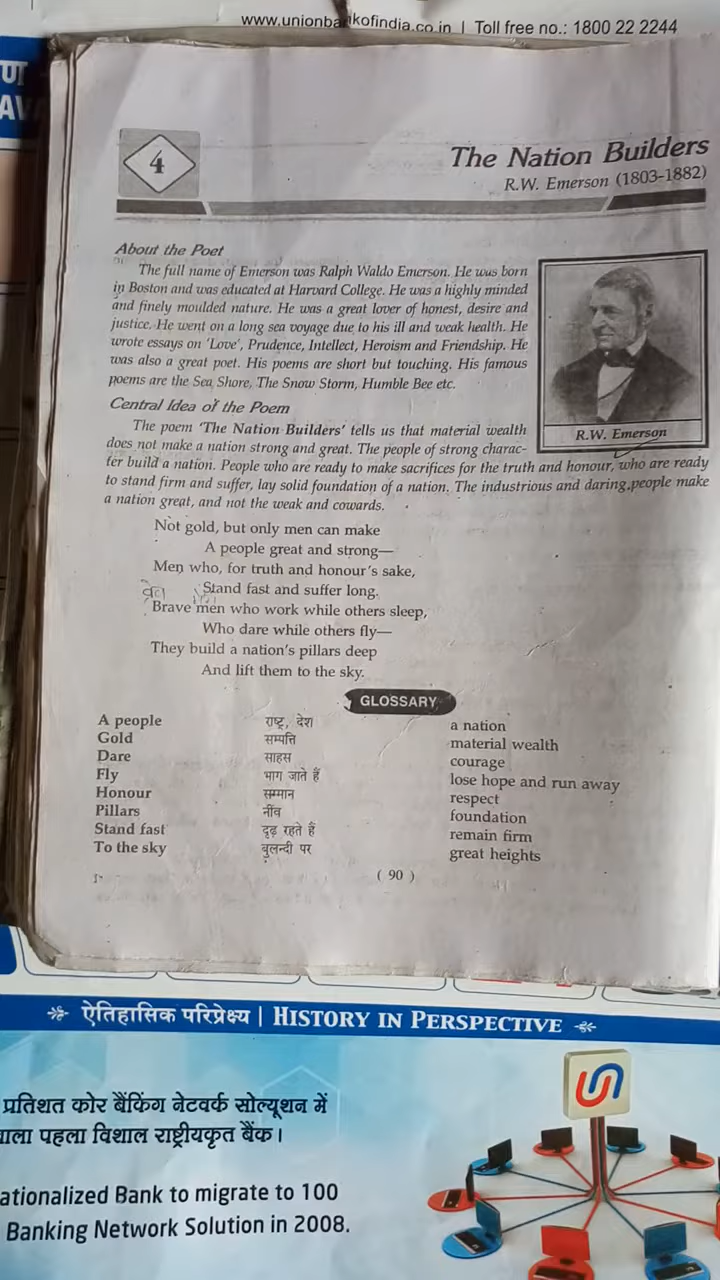 www.unionbankofindia.co.in | Toll free no.: 1800 22 2244
ण
AV
4
The Nation Builders
R.W. Emerson (1803-1882)
About the Poet
The full name of Emerson was Ralph Waldo Emerson. He was born
in Boston and was educated at Harvard College. He was a highly minded
and finely moulded nature. He was a great lover of honest, desire and
justice. He went on a long sea voyage due to his ill and weak health. He
wrote essays on 'Love', Prudence, Intellect, Heroism and Friendship. He
was also a great poet. His poems are short but touching. His famous
poems are the Sea Shore, The Snow Storm, Humble Bee etc.
R.W. Emerson
Central Idea of the Poem
The poem 'The Nation Builders' tells us that material wealth
does not make a nation strong and great. The people of strong charac-
ter build a nation. People who are ready to make sacrifices for the truth and honour, who are ready
to stand firm and suffer, lay solid foundation of a nation. The industrious and daring people make
a nation great, and not the weak and cowards.
Not gold, but only men can make
A people great and strong—
Men who, for truth and honour's sake,
Stand fast and suffer long.
Brave men who work while others sleep,
Who dare while others fly—
They build a nation's pillars deep
And lift them to the sky.
GLOSSARY
A people राष्ट्र, देश a nation
Gold सम्पत्ति material wealth
Dare साहस courage
Fly भाग जाते हैं lose hope and run away
Honour सम्मान respect
Pillars नींव foundation
Stand fast दृढ़ रहते हैं remain firm
To the sky बुलन्दी पर great heights
( 90 )
ऐतिहासिक परिप्रेक्ष्य | HISTORY IN PERSPECTIVE
प्रतिशत कोर बैंकिंग नेटवर्क सोल्यूशन में
ाला पहला विशाल राष्ट्रीयकृत बैंक।
ationalized Bank to migrate to 100
Banking Network Solution in 2008.